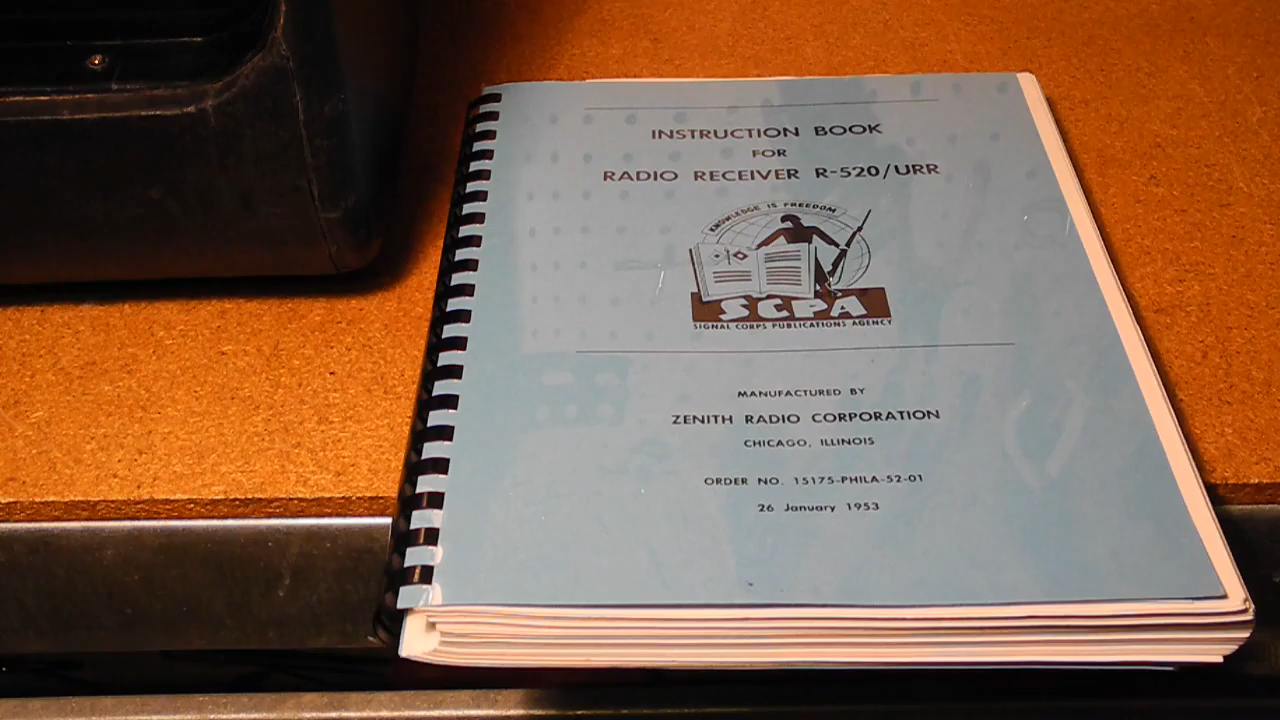 INSTRUCTION BOOK
FOR
RADIO RECEIVER R-520/URR
KNOWLEDGE IS FREEDOM
SCPA
SIGNAL CORPS PUBLICATIONS AGENCY
MANUFACTURED BY
ZENITH RADIO CORPORATION
CHICAGO, ILLINOIS
ORDER NO. 15175-PHILA-52-01
26 January 1953